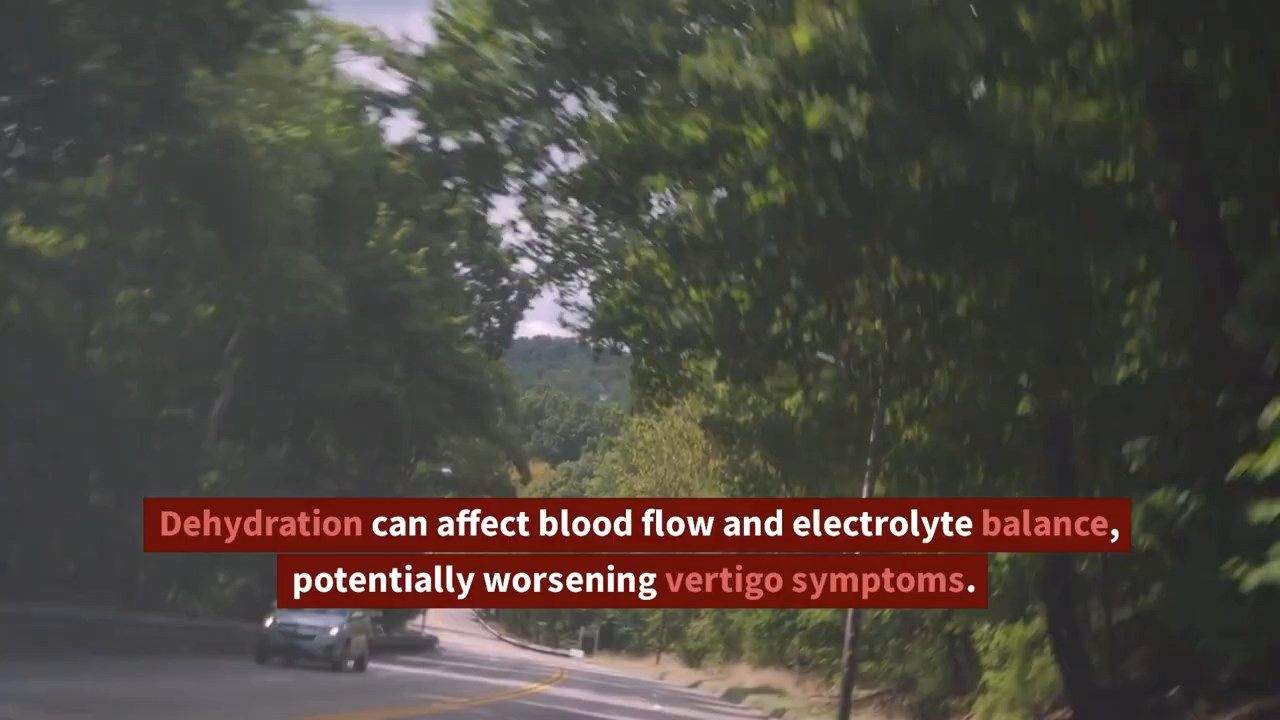 Dehydration can affect blood flow and electrolyte balance,
potentially worsening vertigo symptoms.